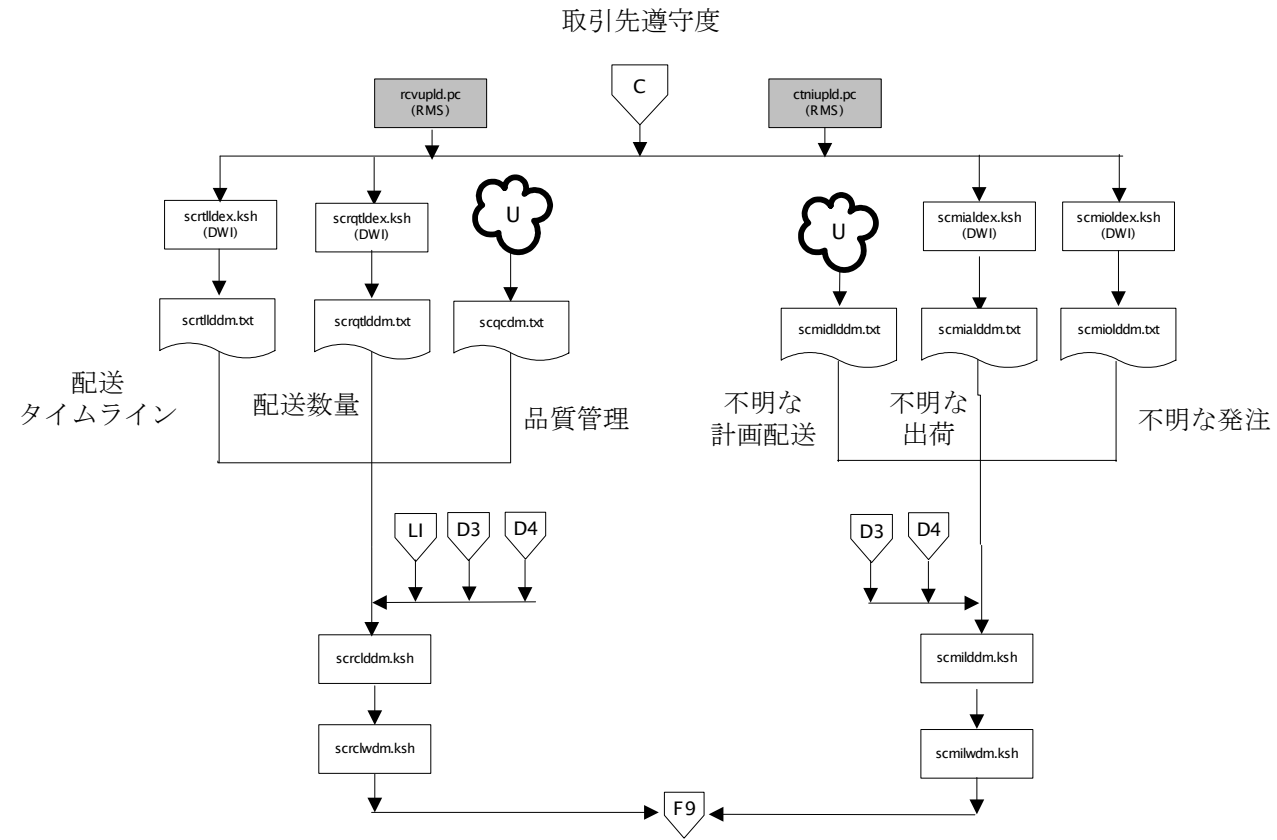 取引先遵守度
rcvupld.pc
(RMS)
C
ctniupld.pc
(RMS)
scrtlldex.ksh
(DWI)
scrqtldex.ksh
(DWI)
U
U
scmialdex.ksh
(DWI)
scmioldex.ksh
(DWI)
scrtllddm.txt
scrqtlddm.txt
scqcdm.txt
scmidlddm.txt
scmialddm.txt
scmiolddm.txt
配送
タイムライン
配送数量
品質管理
不明な
計画配送
不明な
出荷
不明な発注
LI
D3
D4
D3
D4
scrclddm.ksh
scmilddm.ksh
scrclwdm.ksh
scmilwdm.ksh
F9